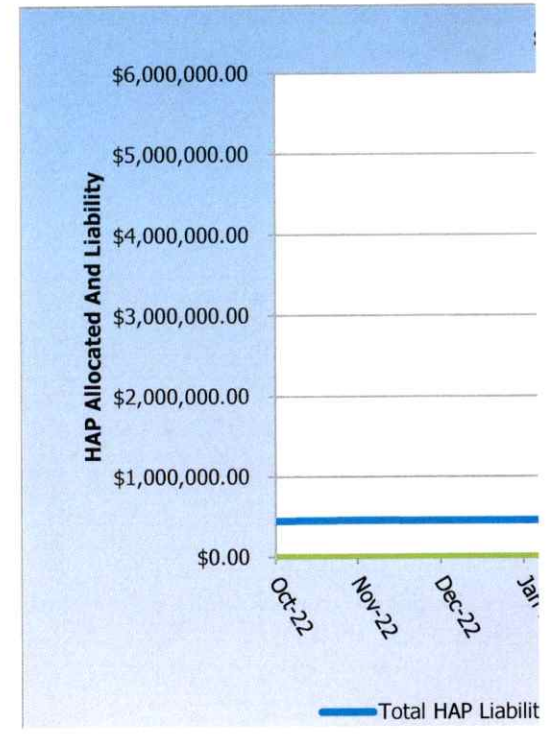 $6,000,000.00
$5,000,000.00
$4,000,000.00
$3,000,000.00
$2,000,000.00
$1,000,000.00
$0.00
HAP Allocated And Liability
Oct-22
Nov-22
Dec-22
Jan
Total HAP Liabilit